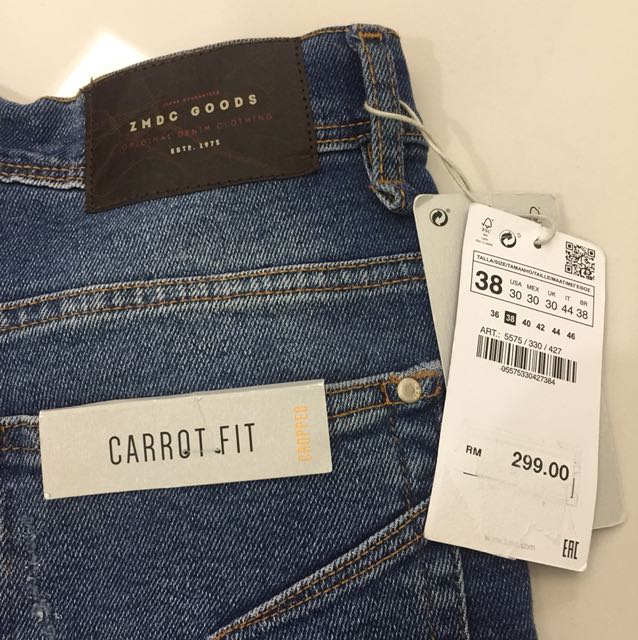 ZMDC GOODS
ORIGINAL DENIM CLOTHING
ESTD. 1975
CARROT FIT
CROPPED
FSC
TALLA/SIZE/TAMANHO/TAILLE/MAAT/ΜΕΓΕΘΟΣ
38
USA MEX UK IT BR
30 30 30 44 38
36 38 40 42 44 46
ART.: 5575 / 330 / 427
-05575330427384
RM 299.00
EAC